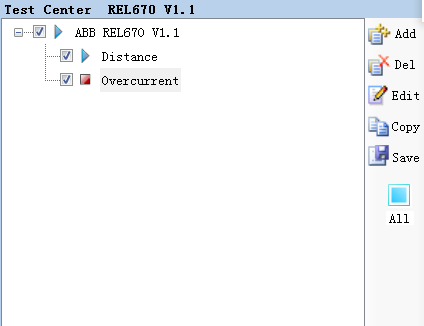 Test Center  REL670 V1.1
ABB REL670 V1.1
Distance
Overcurrent
Add
Del
Edit
Copy
Save
All